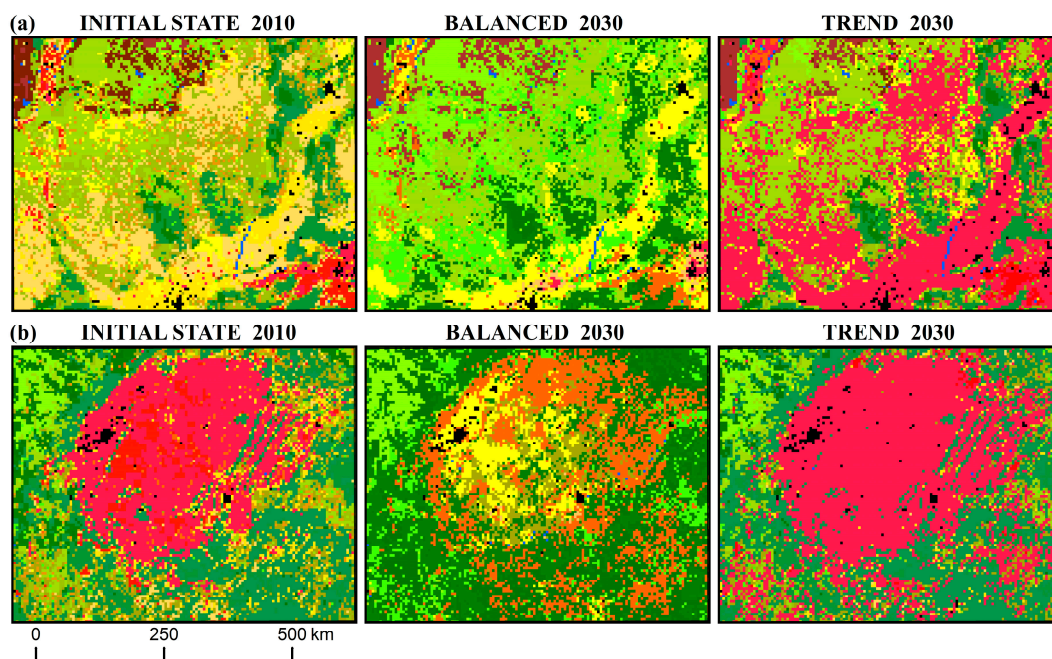 (a) INITIAL STATE 2010 BALANCED 2030 TREND 2030
(b) INITIAL STATE 2010 BALANCED 2030 TREND 2030
0 250 500 km